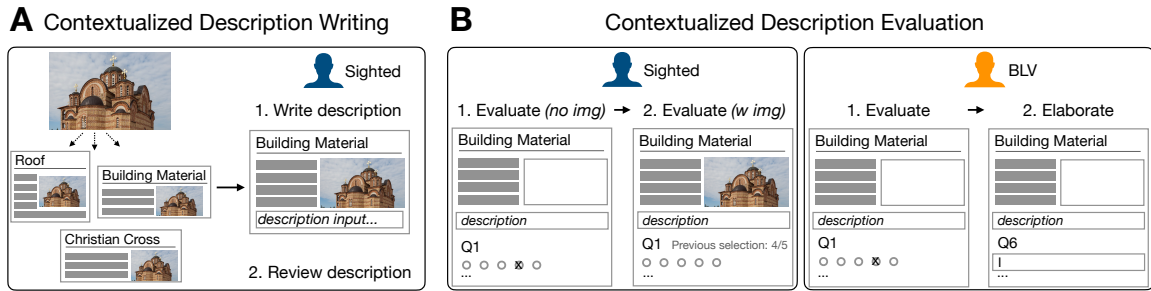 A Contextualized Description Writing
Sighted
1. Write description
Roof
Building Material
Christian Cross
Building Material
description input...
2. Review description
B Contextualized Description Evaluation
Sighted
1. Evaluate (no img)
2. Evaluate (w img)
Building Material
description
Q1
x
...
Building Material
description
Q1 Previous selection: 4/5
...
BLV
1. Evaluate
2. Elaborate
Building Material
description
Q1
x
...
Building Material
description
Q6
I
...